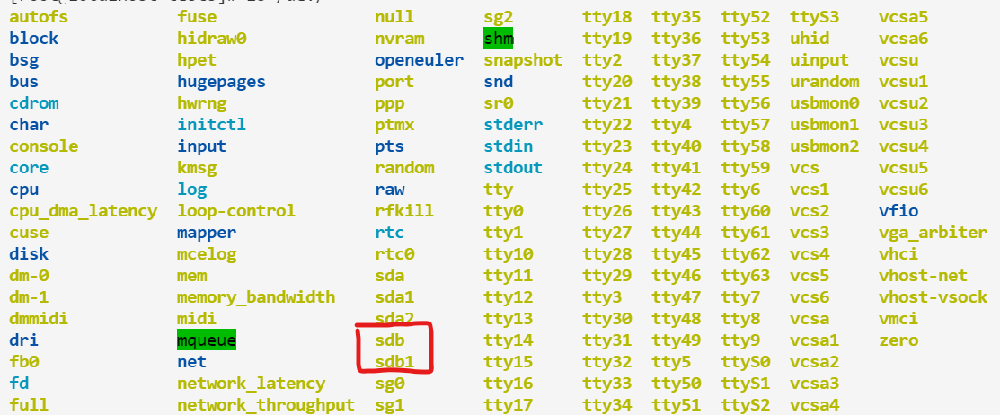 autofs fuse null sg2 tty18 tty35 tty52 ttyS3 vcsa5
block hidraw0 nvram shm tty19 tty36 tty53 uhid vcsa6
bsg hpet openeuler snapshot tty2 tty37 tty54 uinput vcsu
bus hugepages port snd tty20 tty38 tty55 urandom vcsu1
cdrom hwrng ppp sr0 tty21 tty39 tty56 usbmon0 vcsu2
char initctl ptmx stderr tty22 tty4 tty57 usbmon1 vcsu3
console input pts stdin tty23 tty40 tty58 usbmon2 vcsu4
core kmsg random stdout tty24 tty41 tty59 vcs vcsu5
cpu log raw tty tty25 tty42 tty6 vcs1 vcsu6
cpu_dma_latency loop-control rfkill tty0 tty26 tty43 tty60 vcs2 vfio
cuse mapper rtc tty1 tty27 tty44 tty61 vcs3 vga_arbiter
disk mcelog rtc0 tty10 tty28 tty45 tty62 vcs4 vhci
dm-0 mem sda tty11 tty29 tty46 tty63 vcs5 vhost-net
dm-1 memory_bandwidth sda1 tty12 tty3 tty47 tty7 vcs6 vhost-vsock
dmmidi midi sda2 tty13 tty30 tty48 tty8 vcsa vmci
dri mqueue sdb tty14 tty31 tty49 tty9 vcsa1 zero
fb0 net sdb1 tty15 tty32 tty5 ttyS0 vcsa2
fd network_latency sg0 tty16 tty33 tty50 ttyS1 vcsa3
full network_throughput sg1 tty17 tty34 tty51 ttyS2 vcsa4